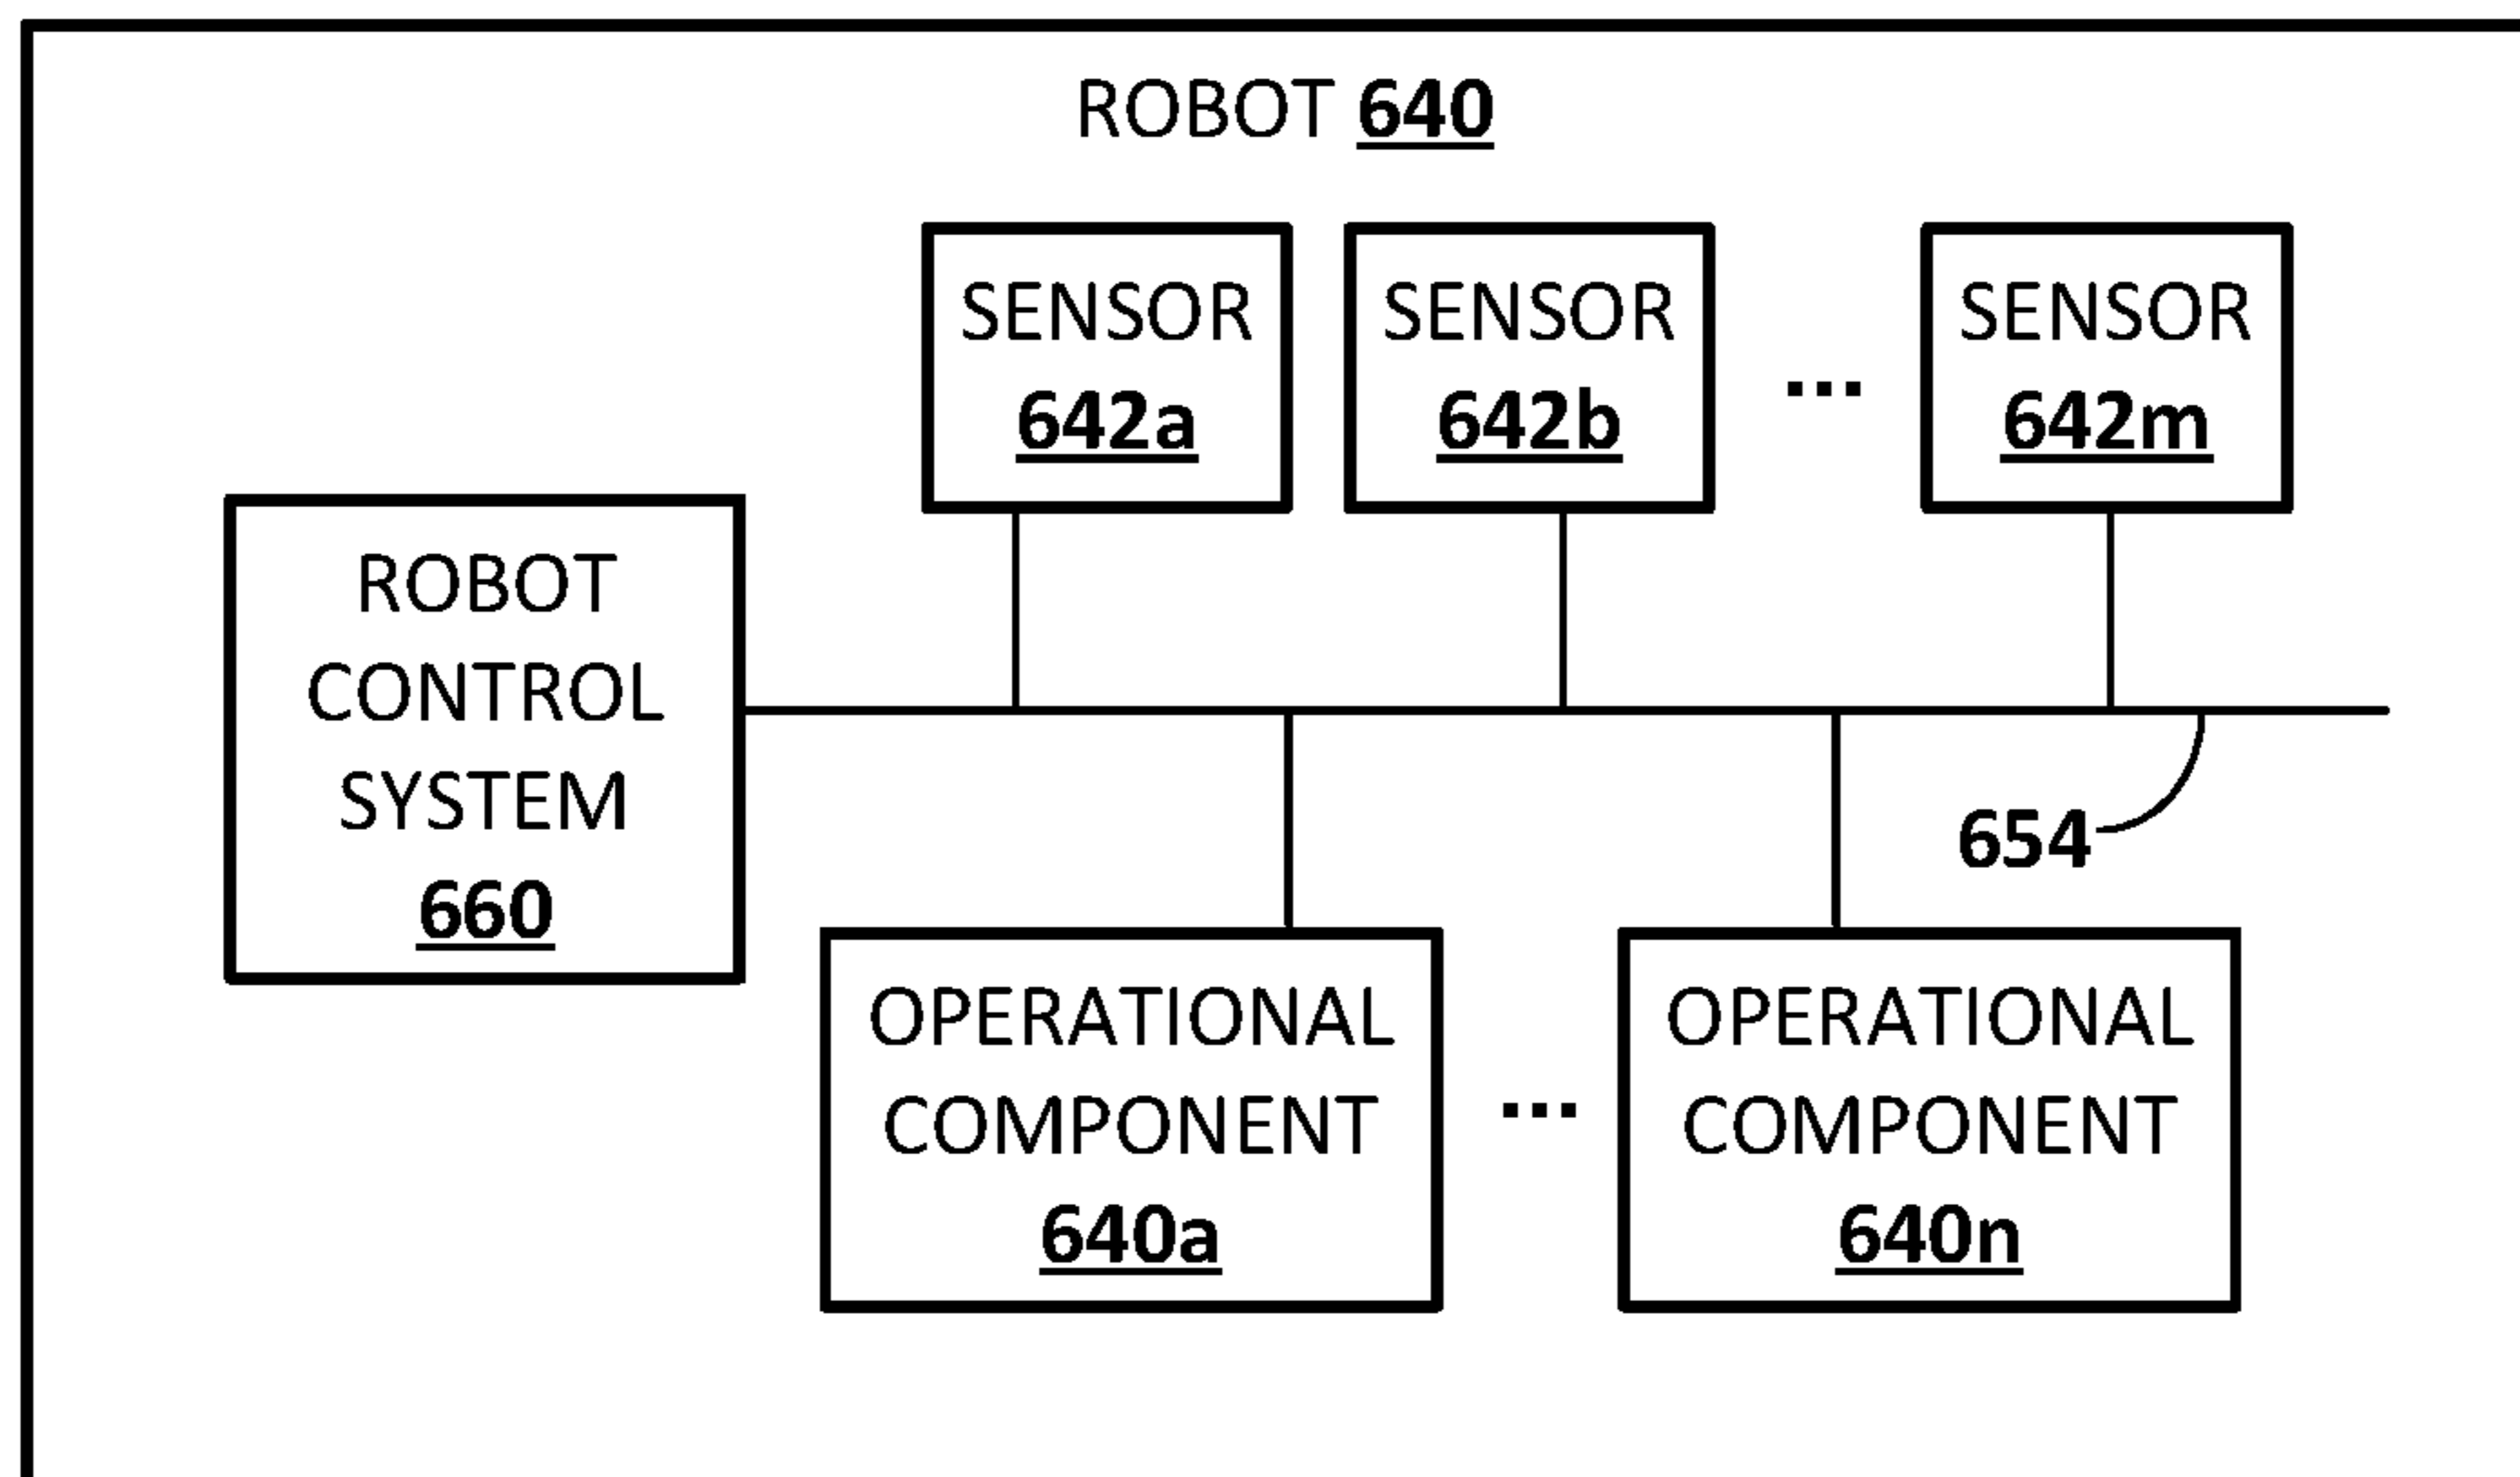 ROBOT 640
SENSOR
642a
SENSOR
642b
...
SENSOR
642m
ROBOT
CONTROL
SYSTEM
660
654
OPERATIONAL
COMPONENT
640a
...
OPERATIONAL
COMPONENT
640n